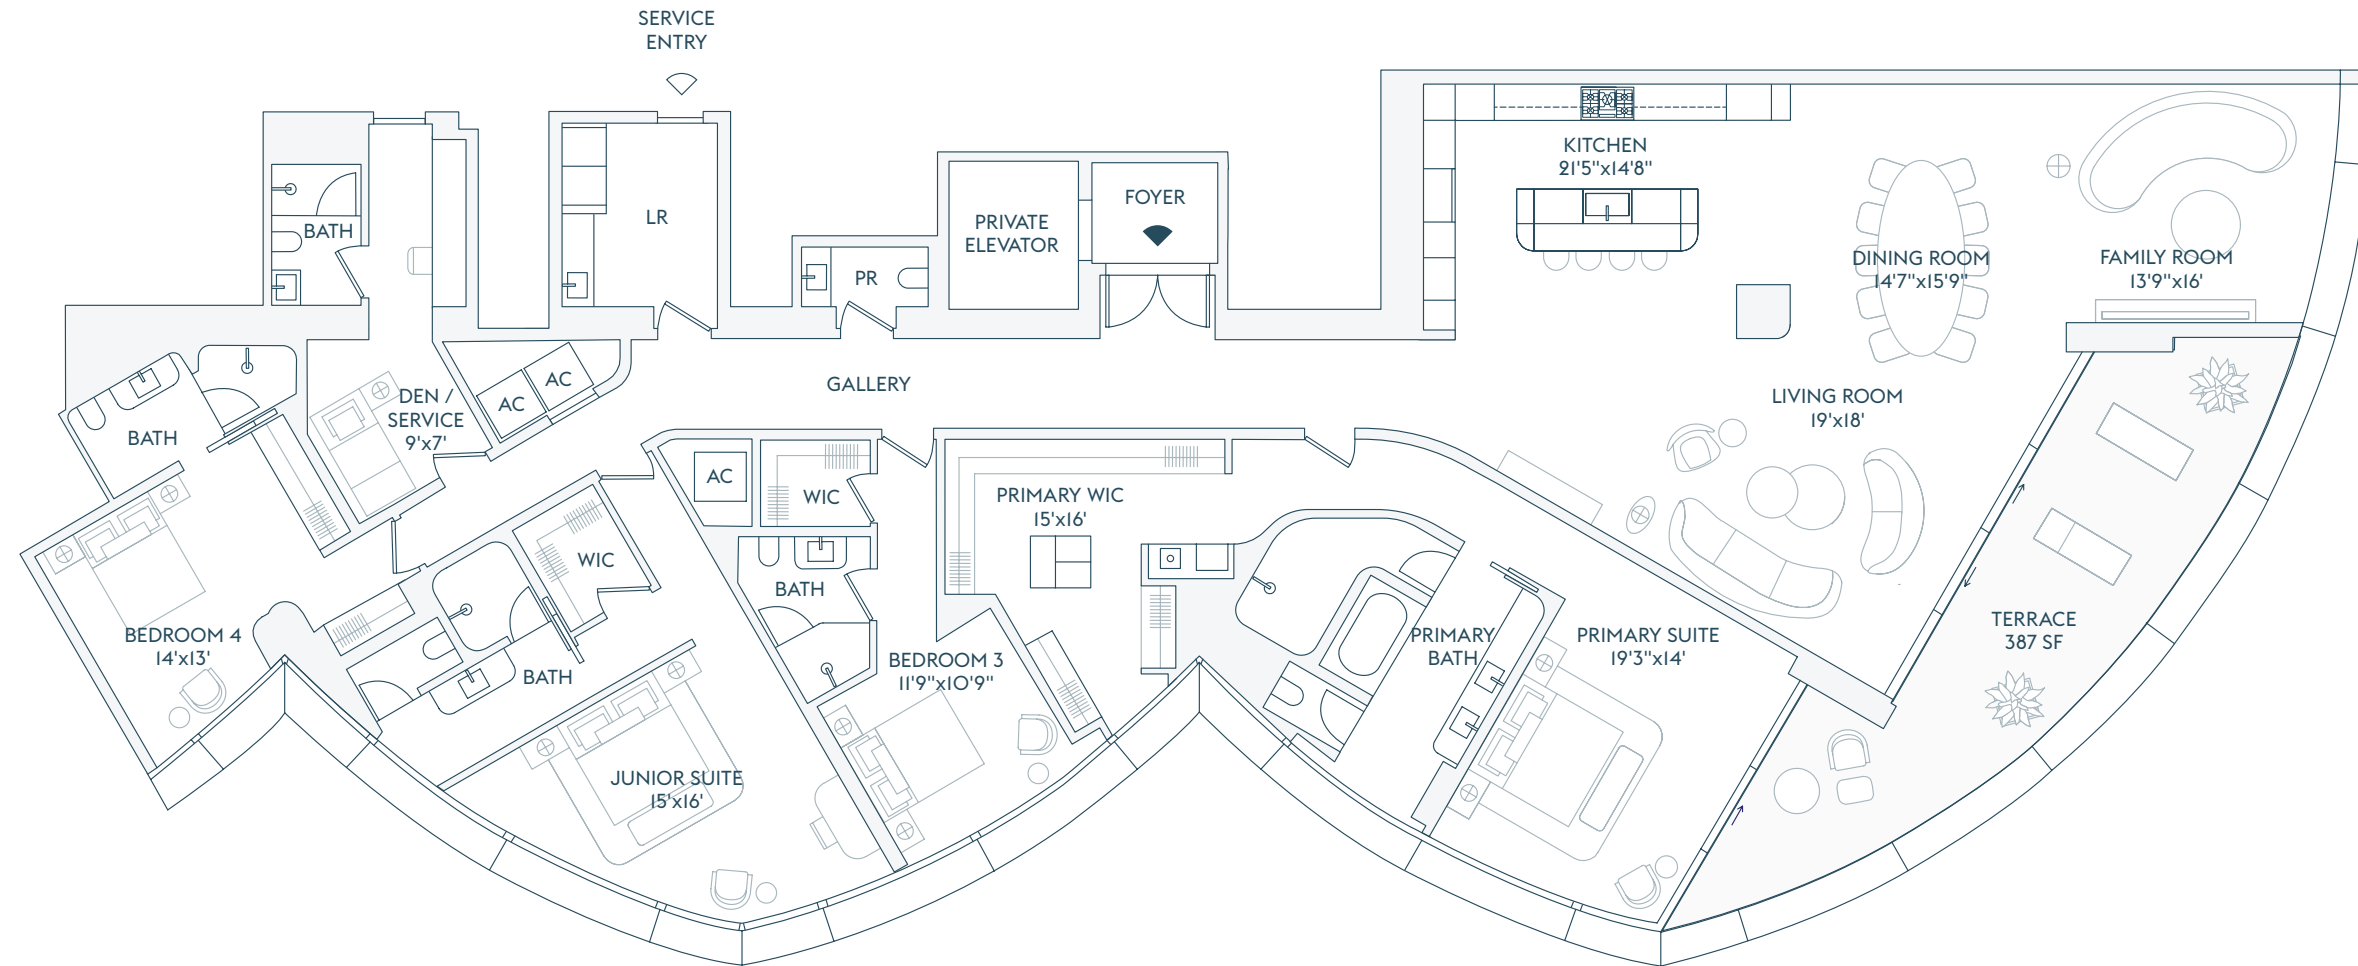 SERVICE
ENTRY
KITCHEN
21'5"x14'8"
FOYER
LR
PRIVATE
ELEVATOR
BATH
PR
DINING ROOM
14'7"x15'9"
FAMILY ROOM
13'9"x16'
GALLERY
AC
AC
DEN /
SERVICE
9'x7'
LIVING ROOM
19'x18'
BATH
AC
WIC
PRIMARY WIC
15'x16'
WIC
BATH
TERRACE
387 SF
BEDROOM 4
14'x13'
PRIMARY
BATH
PRIMARY SUITE
19'3"x14'
BEDROOM 3
11'9"x10'9"
BATH
JUNIOR SUITE
15'x16'